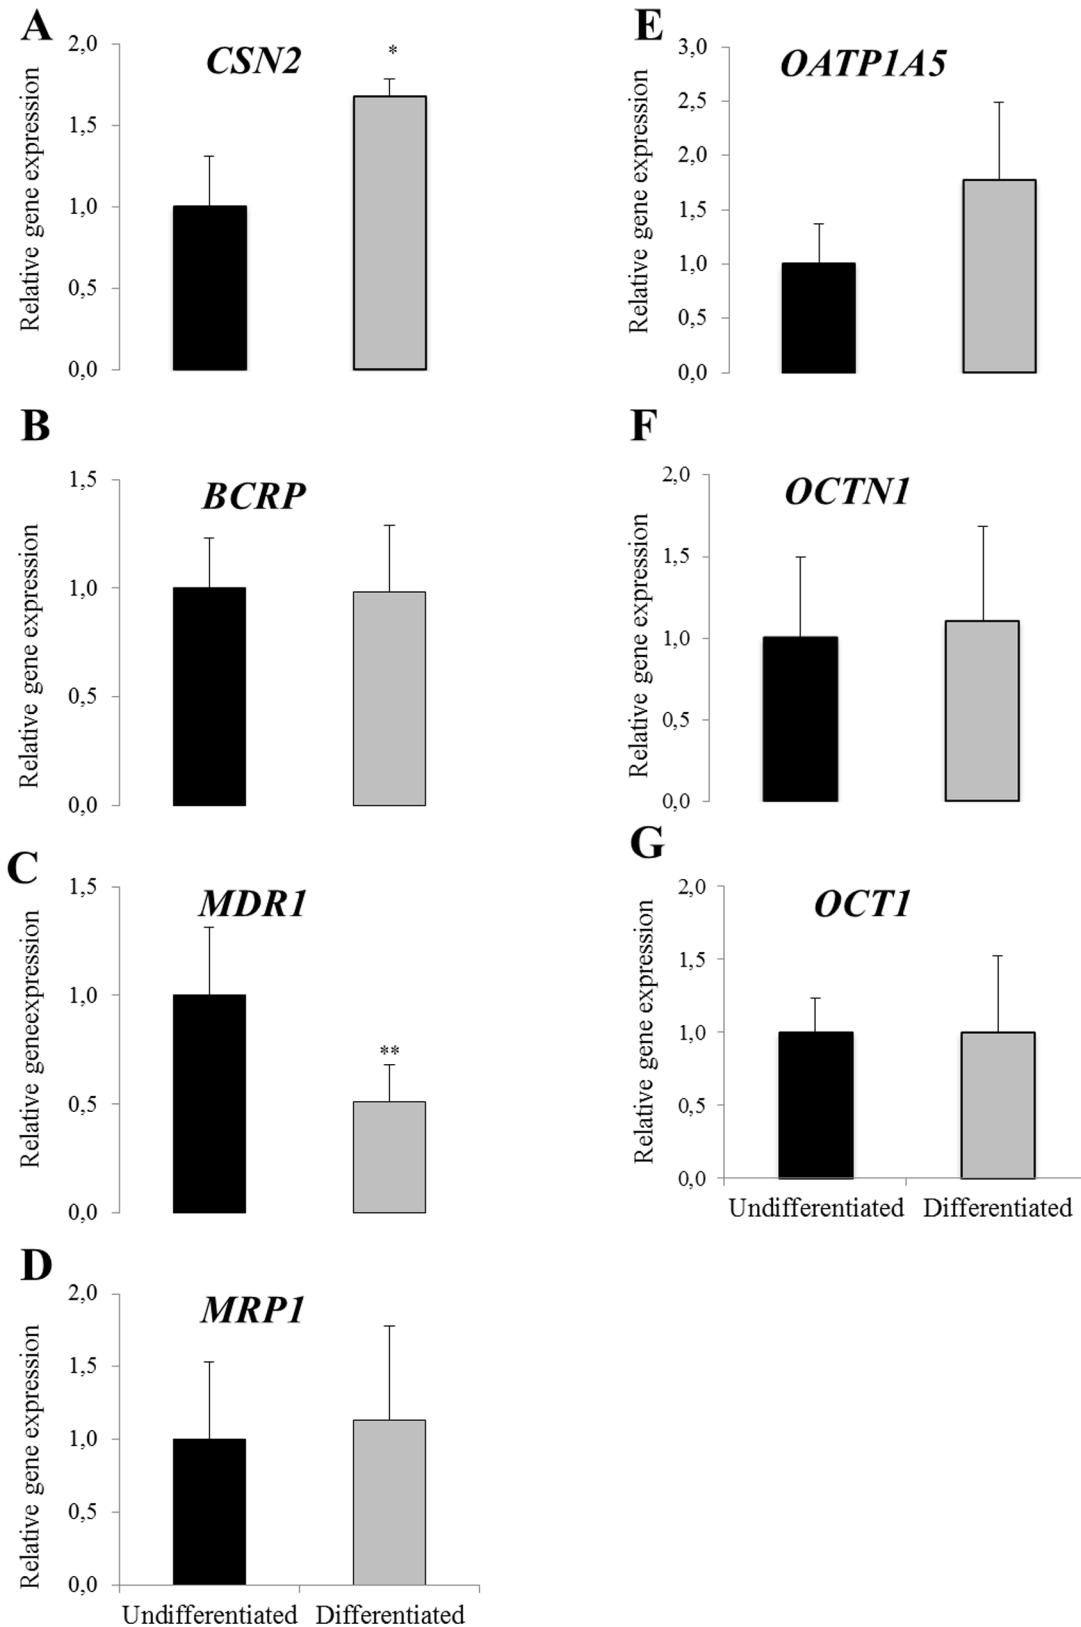 A
CSN2
*
Relative gene expression
2,0
1,5
1,0
0,5
0,0
B
BCRP
Relative gene expression
1,5
1,0
0,5
0,0
C
MDR1
**
Relative geneexpression
1,5
1,0
0,5
0,0
D
MRP1
Relative gene expression
2,0
1,5
1,0
0,5
0,0
Undifferentiated Differentiated
E
OATP1A5
Relative gene expression
3,0
2,5
2,0
1,5
1,0
0,5
0,0
F
OCTN1
Relative gene expression
2,0
1,5
1,0
0,5
0,0
G
OCT1
Relative gene expression
2,0
1,5
1,0
0,5
0,0
Undifferentiated Differentiated